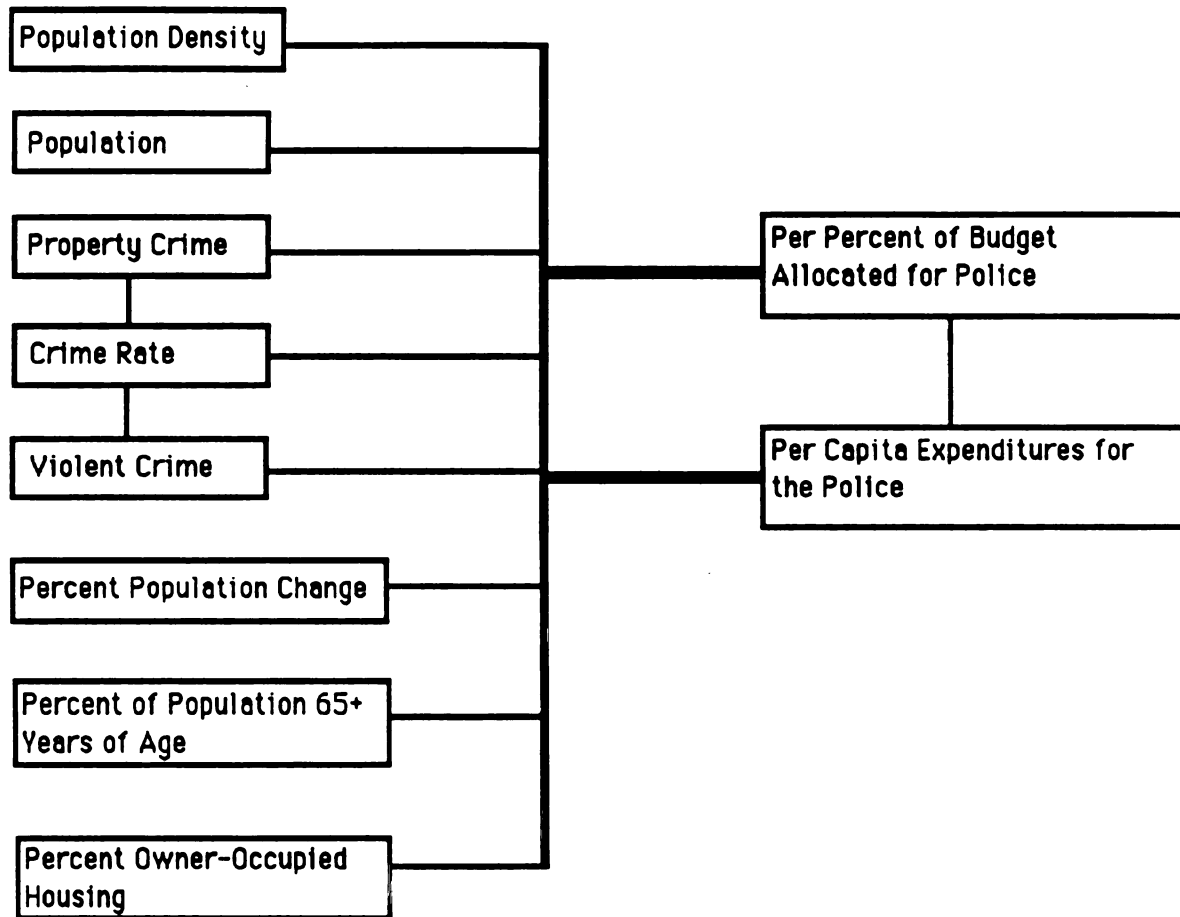 Population Density
Population
Property Crime
Crime Rate
Violent Crime
Percent Population Change
Percent of Population 65+
Years of Age
Percent Owner-Occupied
Housing
Per Percent of Budget
Allocated for Police
Per Capita Expenditures for
the Police